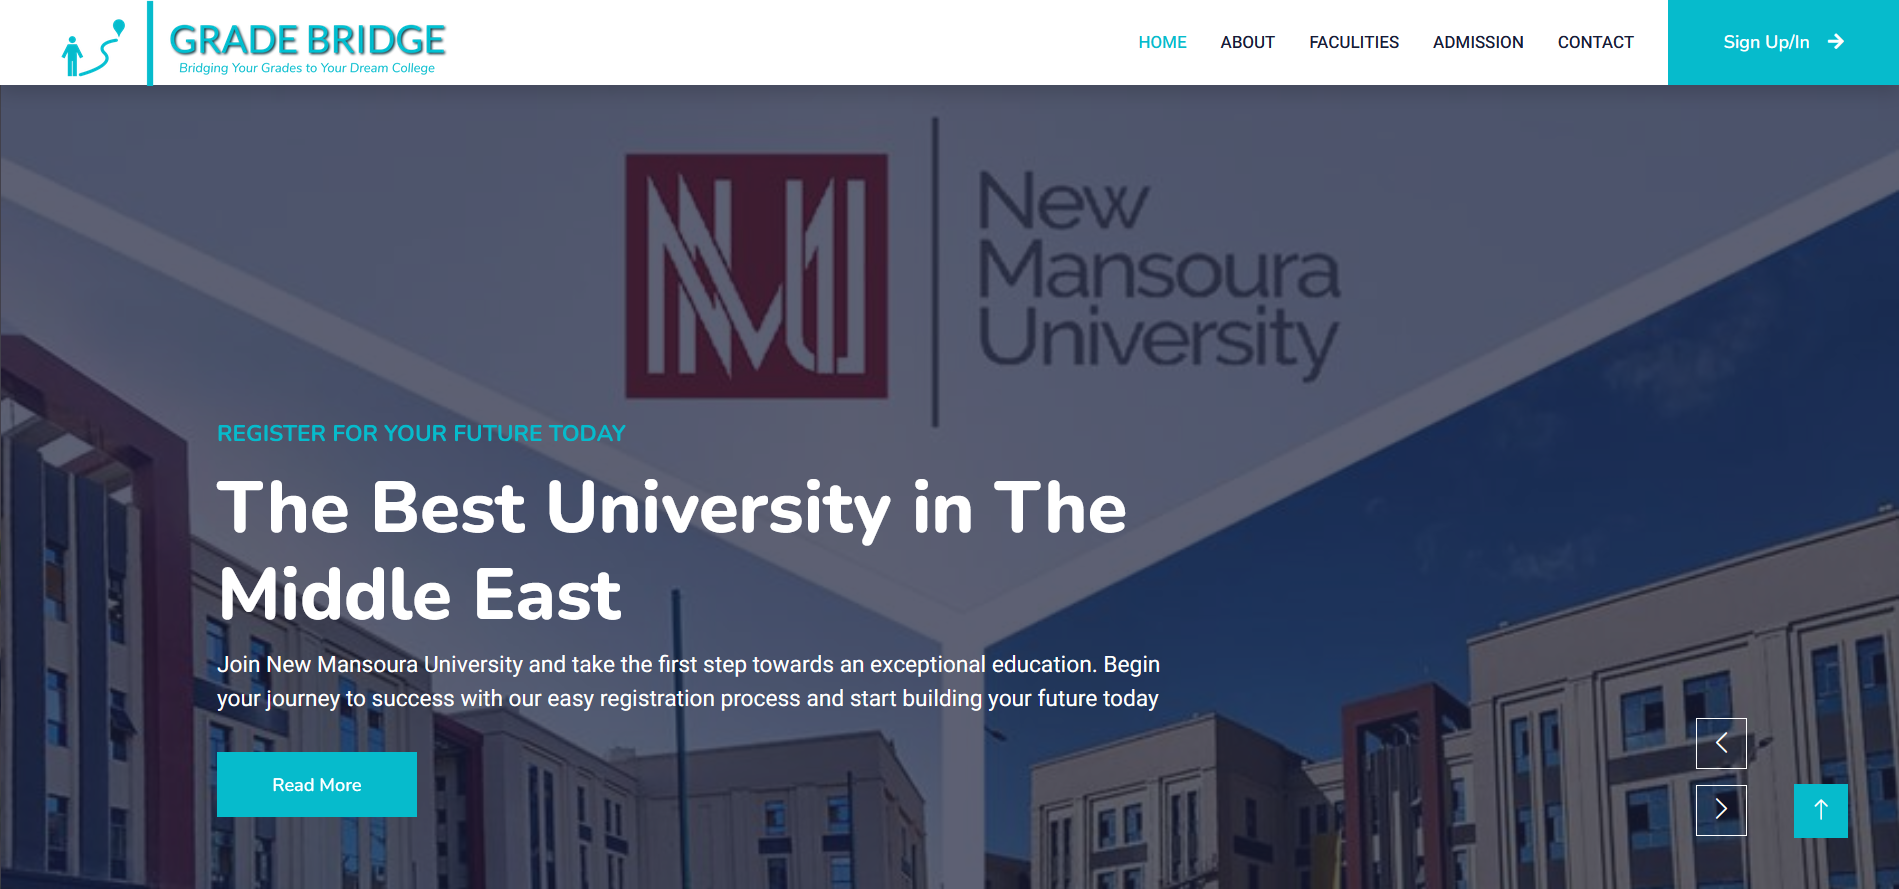 GRADE BRIDGE
Bridging Your Grades to Your Dream College
HOME
ABOUT
FACULITIES
ADMISSION
CONTACT
Sign Up/In
NMU
New
Mansoura
University
REGISTER FOR YOUR FUTURE TODAY
The Best University in The
Middle East
Join New Mansoura University and take the first step towards an exceptional education. Begin
your journey to success with our easy registration process and start building your future today
Read More